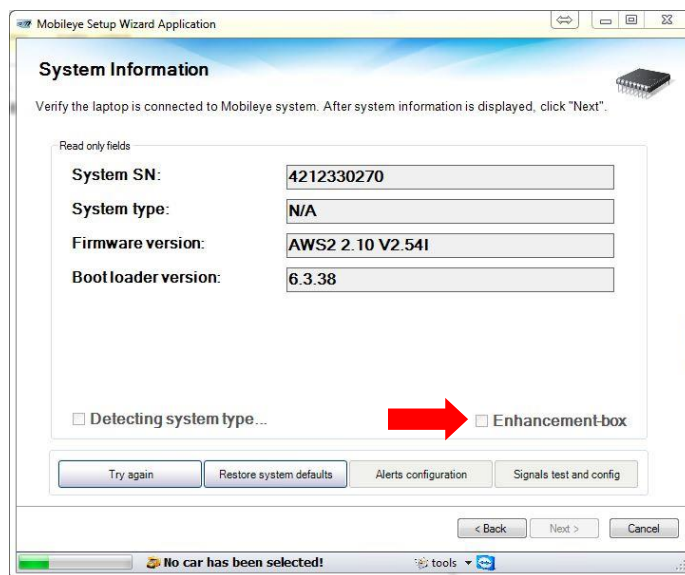 Mobileye Setup Wizard Application
System Information
Verify the laptop is connected to Mobileye system. After system information is displayed, click "Next".
Read only fields
System SN: 4212330270
System type: N/A
Firmware version: AWS2 2.10 V2.54I
Boot loader version: 6.3.38
Detecting system type... Enhancement-box
Try again Restore system defaults Alerts configuration Signals test and config
< Back Next > Cancel
No car has been selected! tools